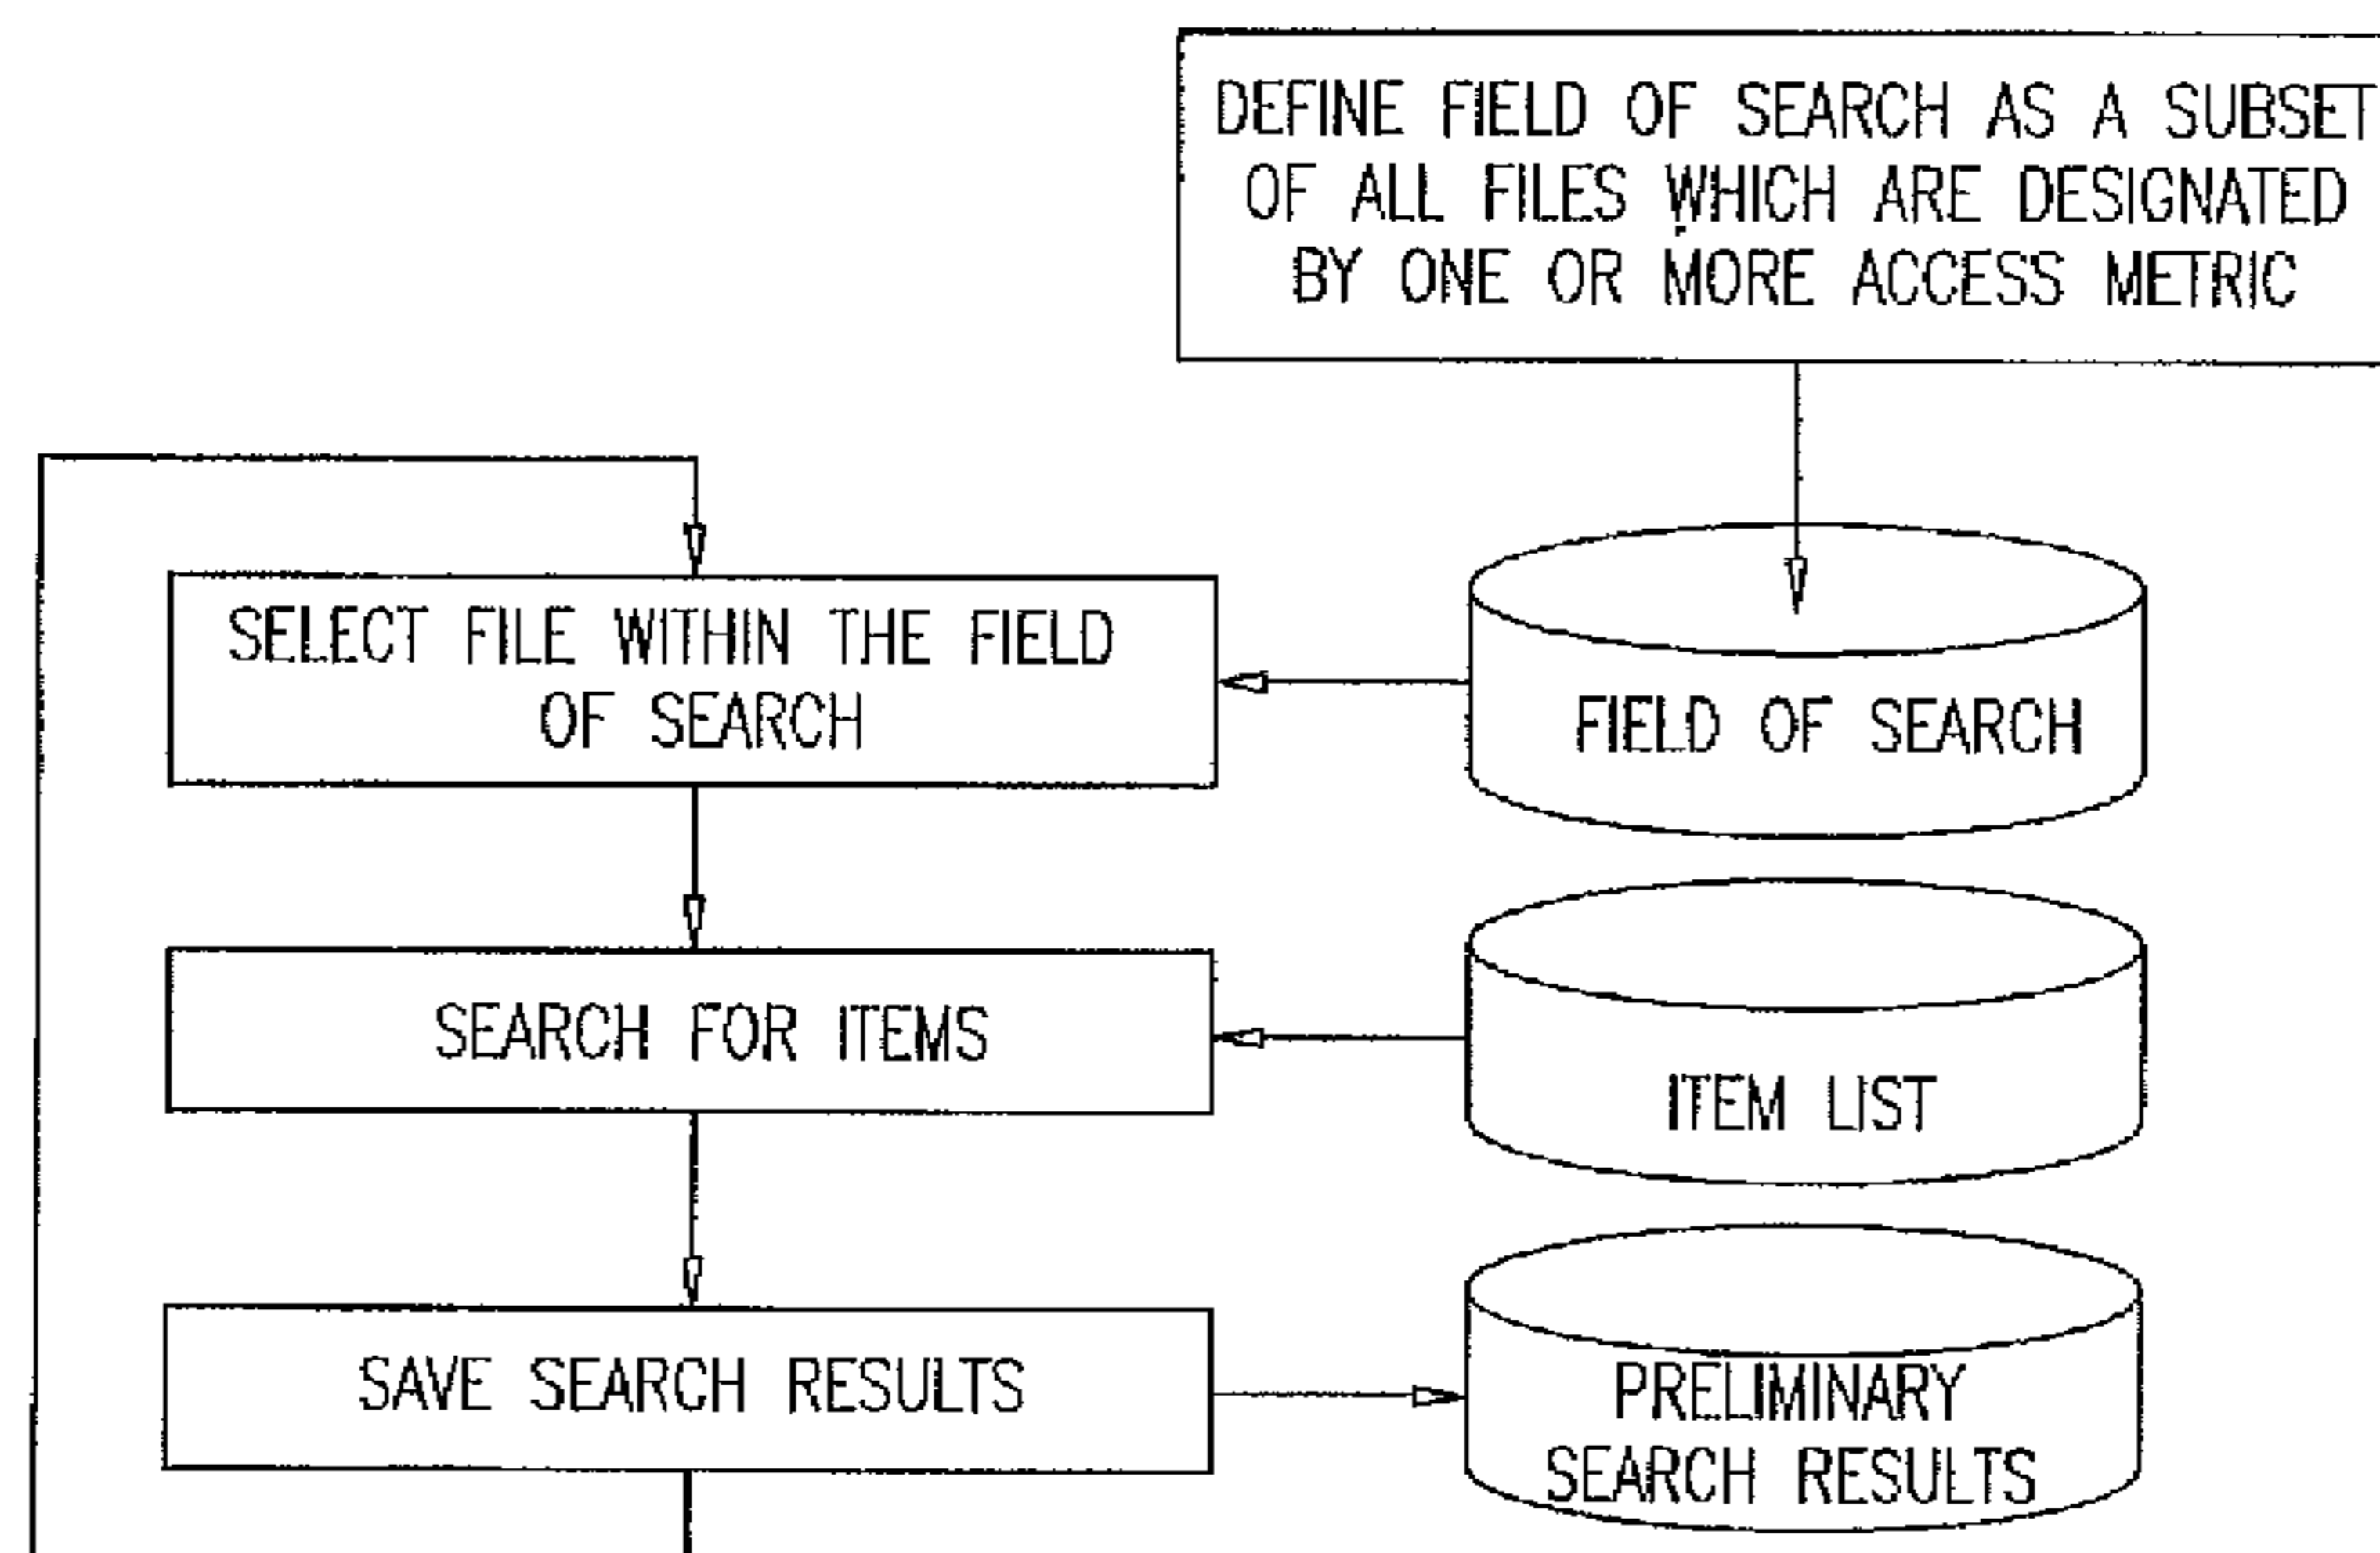 DEFINE FIELD OF SEARCH AS A SUBSET
OF ALL FILES WHICH ARE DESIGNATED
BY ONE OR MORE ACCESS METRIC
SELECT FILE WITHIN THE FIELD
OF SEARCH
FIELD OF SEARCH
SEARCH FOR ITEMS
ITEM LIST
SAVE SEARCH RESULTS
PRELIMINARY
SEARCH RESULTS